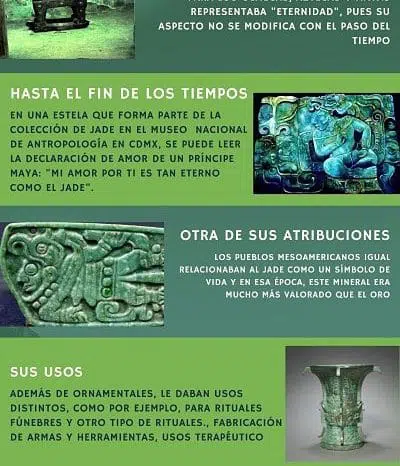 REPRESENTABA "ETERNIDAD", PUES SU
ASPECTO NO SE MODIFICA CON EL PASO DEL
TIEMPO
HASTA EL FIN DE LOS TIEMPOS
EN UNA ESTELA QUE FORMA PARTE DE LA
COLECCIÓN DE JADE EN EL MUSEO NACIONAL
DE ANTROPOLOGÍA EN CDMX, SE PUEDE LEER
LA DECLARACIÓN DE AMOR DE UN PRÍNCIPE
MAYA: "MI AMOR POR TI ES TAN ETERNO
COMO EL JADE".
OTRA DE SUS ATRIBUCIONES
LOS PUEBLOS MESOAMERICANOS IGUAL
RELACIONABAN AL JADE COMO UN SÍMBOLO DE
VIDA Y EN ESA ÉPOCA, ESTE MINERAL ERA
MUCHO MÁS VALORADO QUE EL ORO
SUS USOS
ADEMÁS DE ORNAMENTALES, LE DABAN USOS
DISTINTOS, COMO POR EJEMPLO, PARA RITUALES
FÚNEBRES Y OTRO TIPO DE RITUALES., FABRICACIÓN
DE ARMAS Y HERRAMIENTAS, USOS TERAPÉUTICO